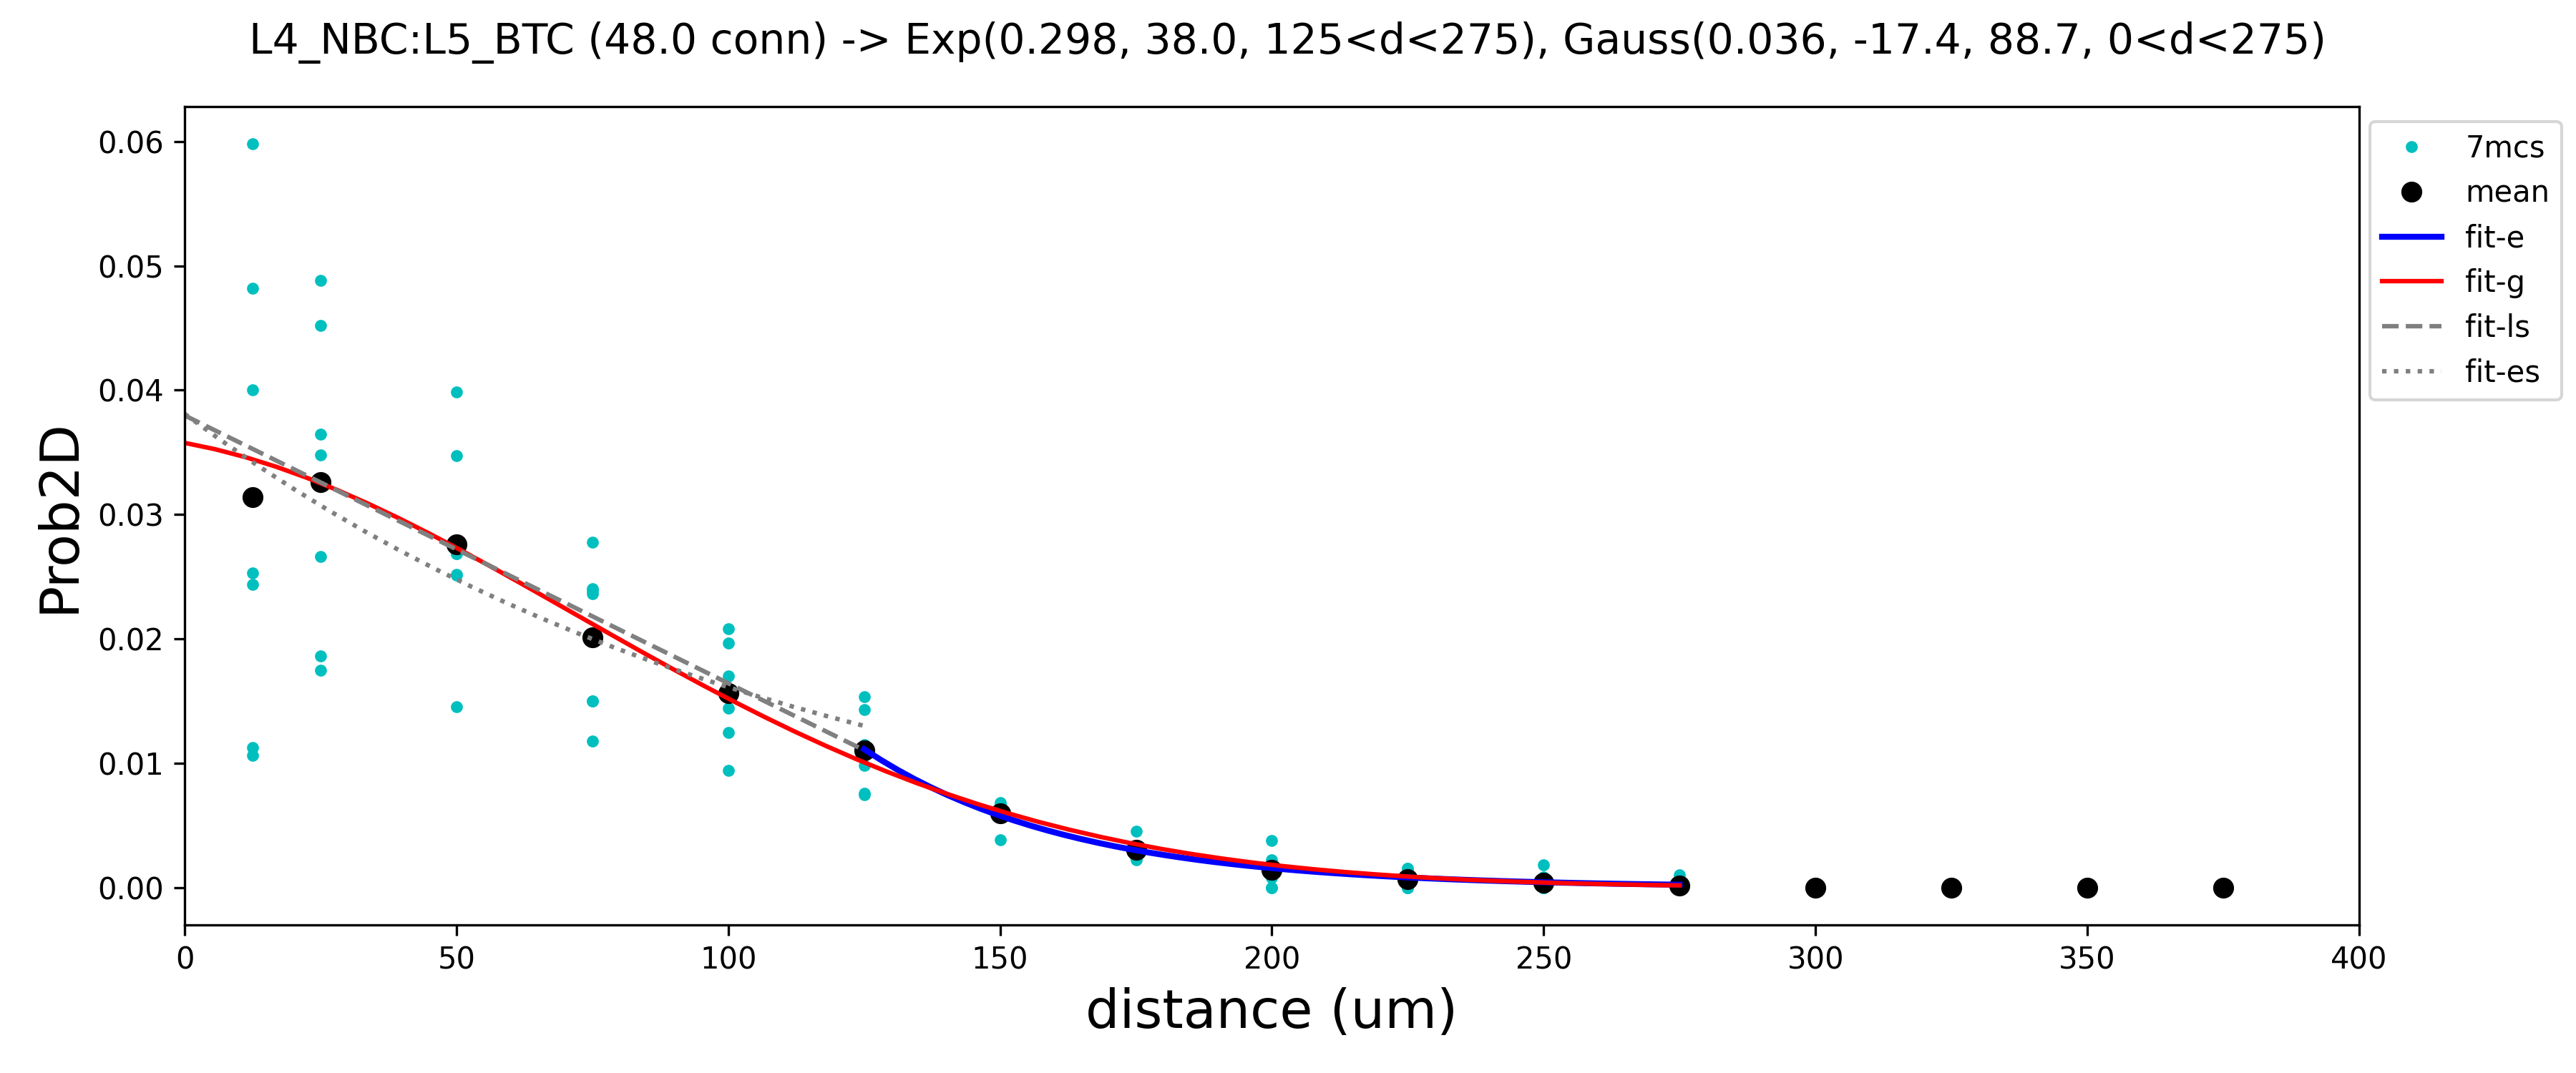 L4_NBC:L5_BTC (48.0 conn) -> Exp(0.298, 38.0, 125<d<275), Gauss(0.036, -17.4, 88.7, 0<d<275)
Prob2D
0.06
0.05
0.04
0.03
0.02
0.01
0.00
0 50 100 150 200 250 300 350 400
distance (um)
7mcs
mean
fit-e
fit-g
fit-ls
fit-es